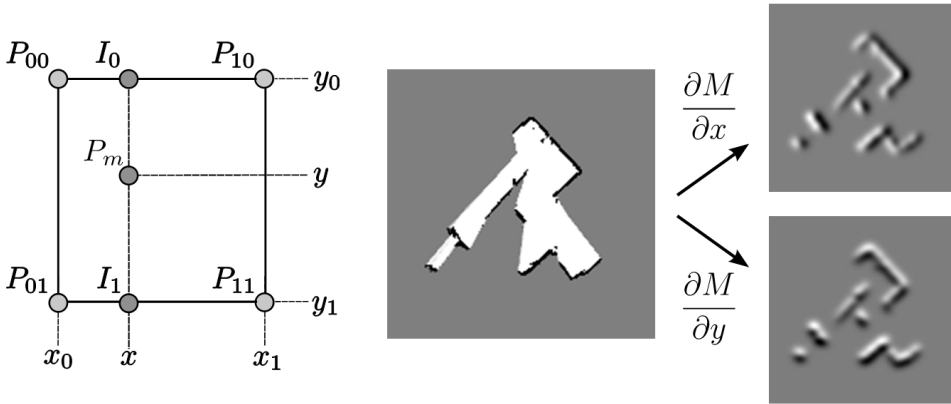 P₀₀ I₀ P₁₀
y₀
Pₘ
y
P₀₁ I₁ P₁₁
y₁
x₀ x x₁
∂M
∂x
∂M
∂y